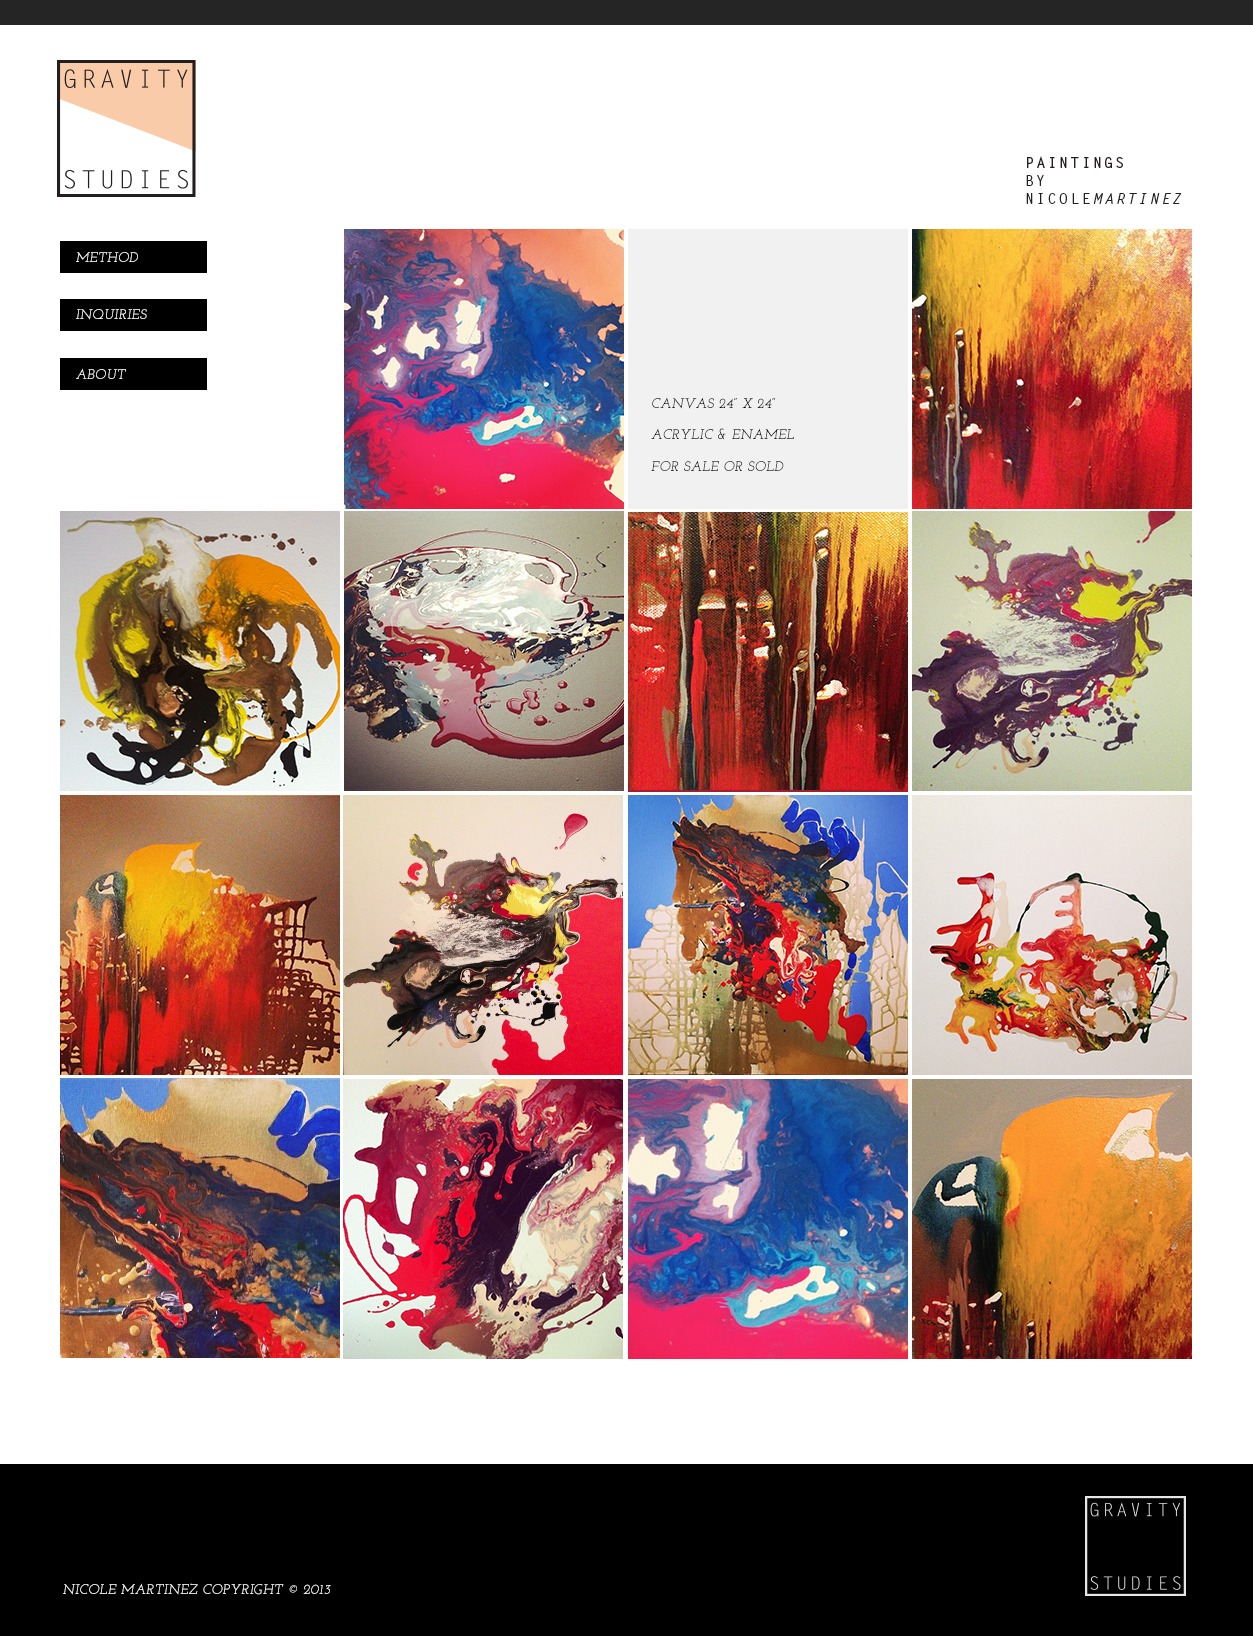 GRAVITY
STUDIES
PAINTINGS
BY
NICOLEMARTINEZ
METHOD
INQUIRIES
ABOUT
CANVAS 24" X 24"
ACRYLIC & ENAMEL
FOR SALE OR SOLD
GRAVITY
STUDIES
NICOLE MARTINEZ COPYRIGHT © 2013